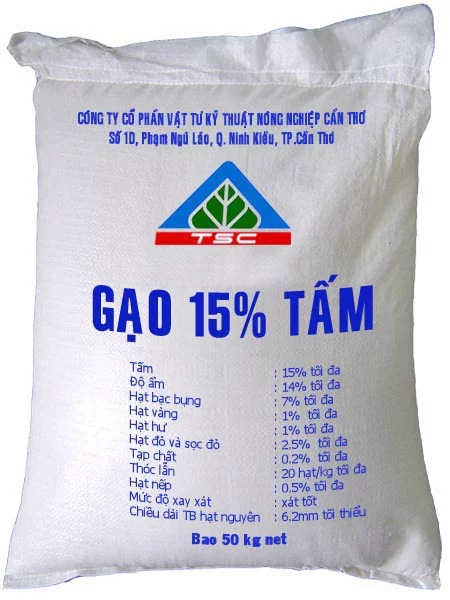 CÔNG TY CỔ PHẦN VẬT TƯ KỸ THUẬT NÔNG NGHIỆP CẦN THƠ
Số 1D, Phạm Ngũ Lão, Q. Ninh Kiều, TP.Cần Thơ
TSC
GẠO 15% TẤM
Tấm : 15% tối đa
Độ ẩm : 14% tối đa
Hạt bạc bụng : 7% tối đa
Hạt vàng : 1% tối đa
Hạt hư : 1% tối đa
Hạt đỏ và sọc đỏ : 2.5% tối đa
Tạp chất : 0.2% tối đa
Thóc lẫn : 20 hạt/kg tối đa
Hạt nếp : 0.5% tối đa
Mức độ xay xát : xát tốt
Chiều dài TB hạt nguyên : 6.2mm tối thiểu
Bao 50 kg net